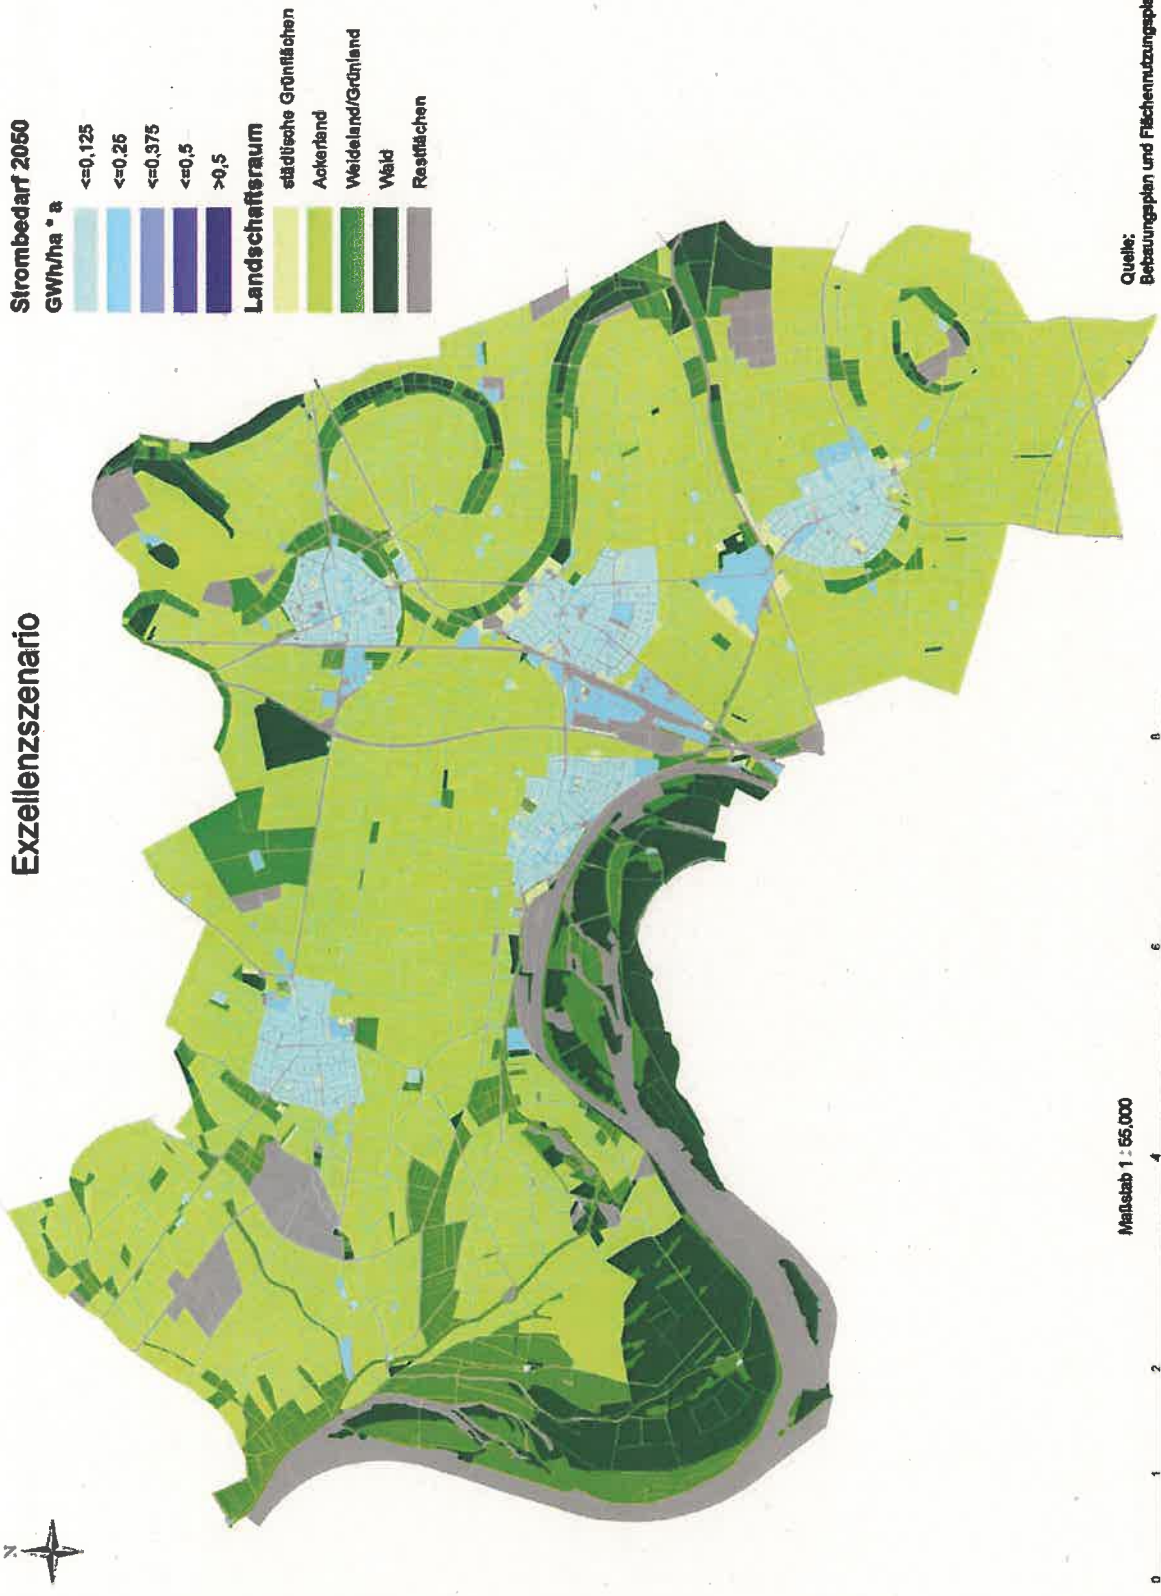 Exzellenzszenario
Strombedarf 2050
GWh/ha * a
<=0,125
<=0,25
<=0,375
<=0,5
>0,5
Landschaftsraum
städtische Grünflächen
Ackerland
Weideland/Grünland
Wald
Restflächen
N
0 1 2 4 6 8
Maßstab 1 : 55,000
Quelle:
Bebauungsplan und Flächennutzungspla